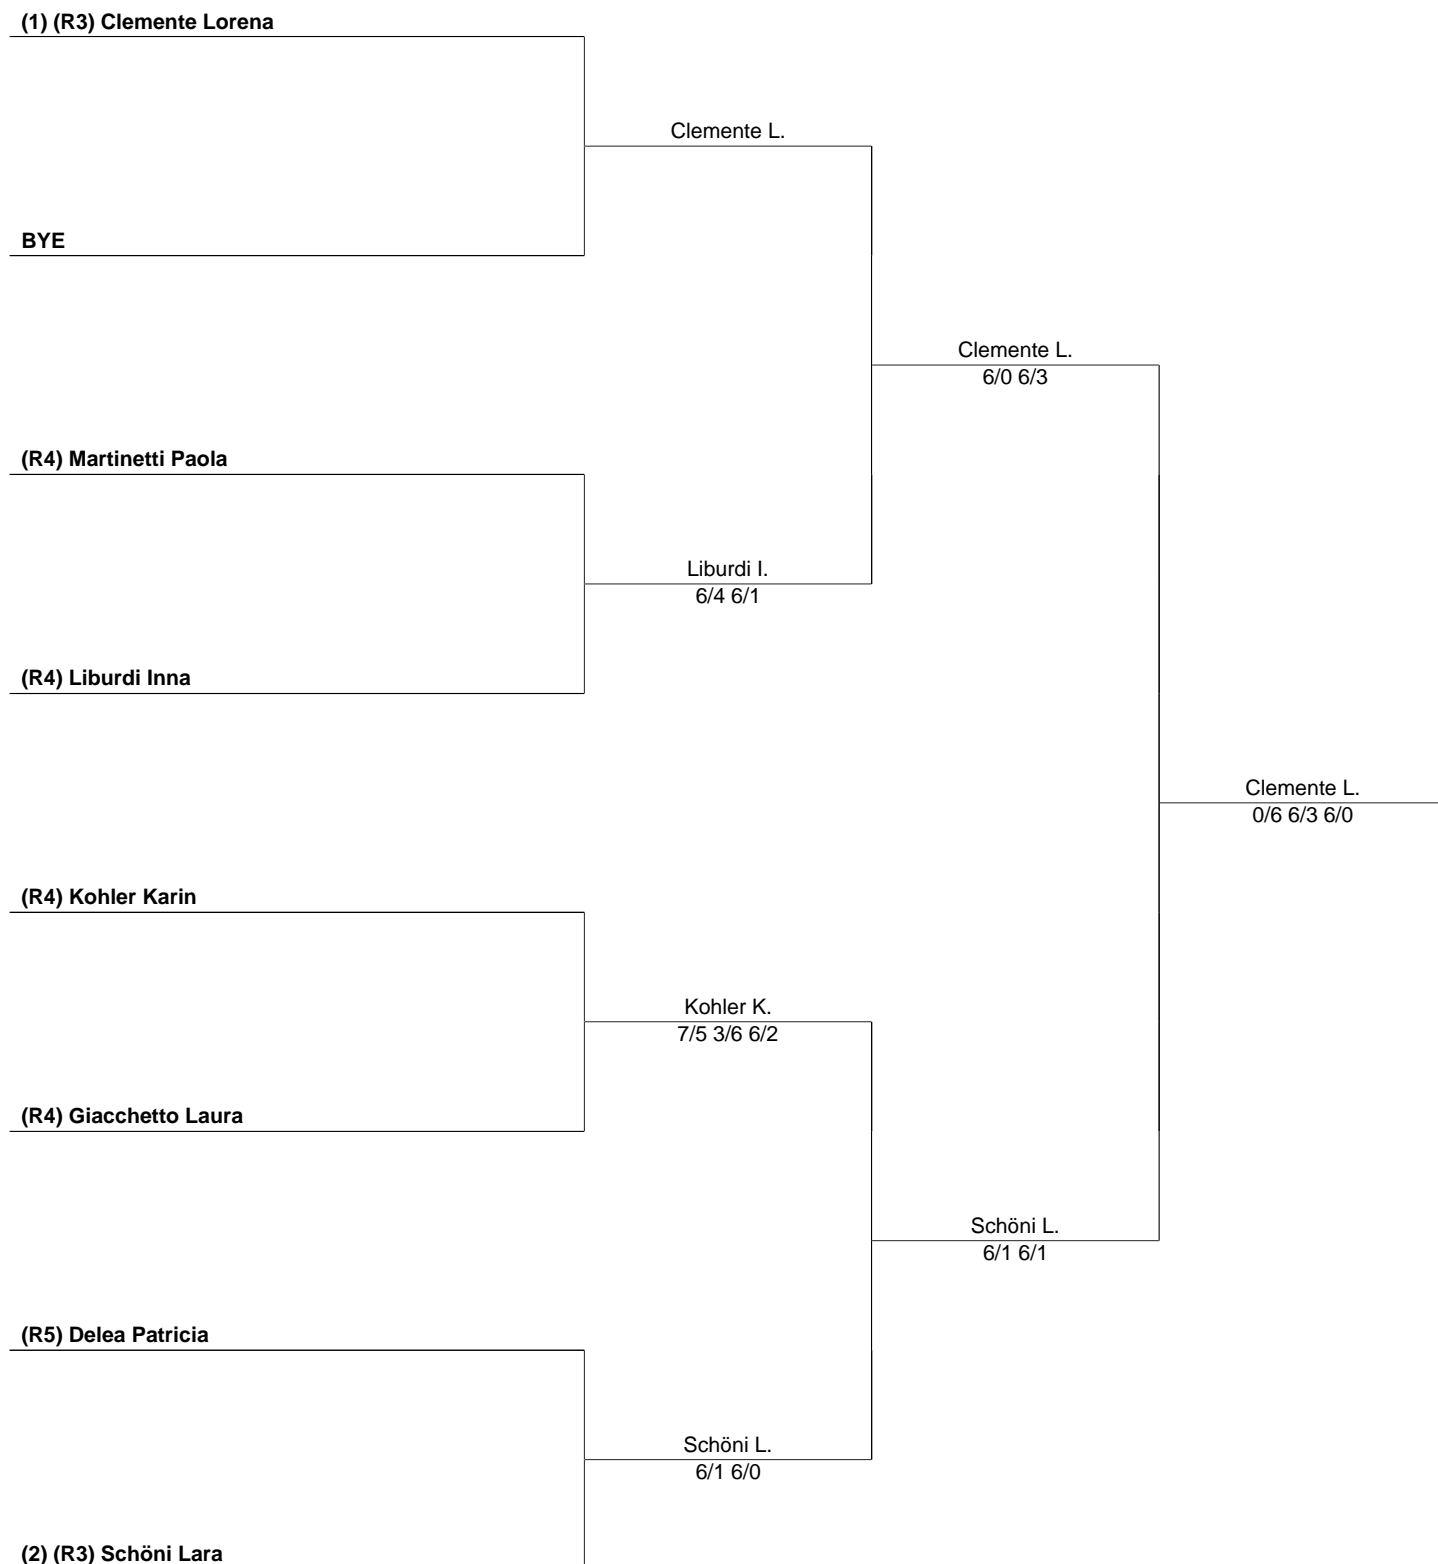 (1) (R3) Clemente Lorena
Clemente L.
BYE
Clemente L.
6/0 6/3
(R4) Martinetti Paola
Liburdi I.
6/4 6/1
(R4) Liburdi Inna
Clemente L.
0/6 6/3 6/0
(R4) Kohler Karin
Kohler K.
7/5 3/6 6/2
(R4) Giacchetto Laura
Schöni L.
6/1 6/1
(R5) Delea Patricia
Schöni L.
6/1 6/0
(2) (R3) Schöni Lara